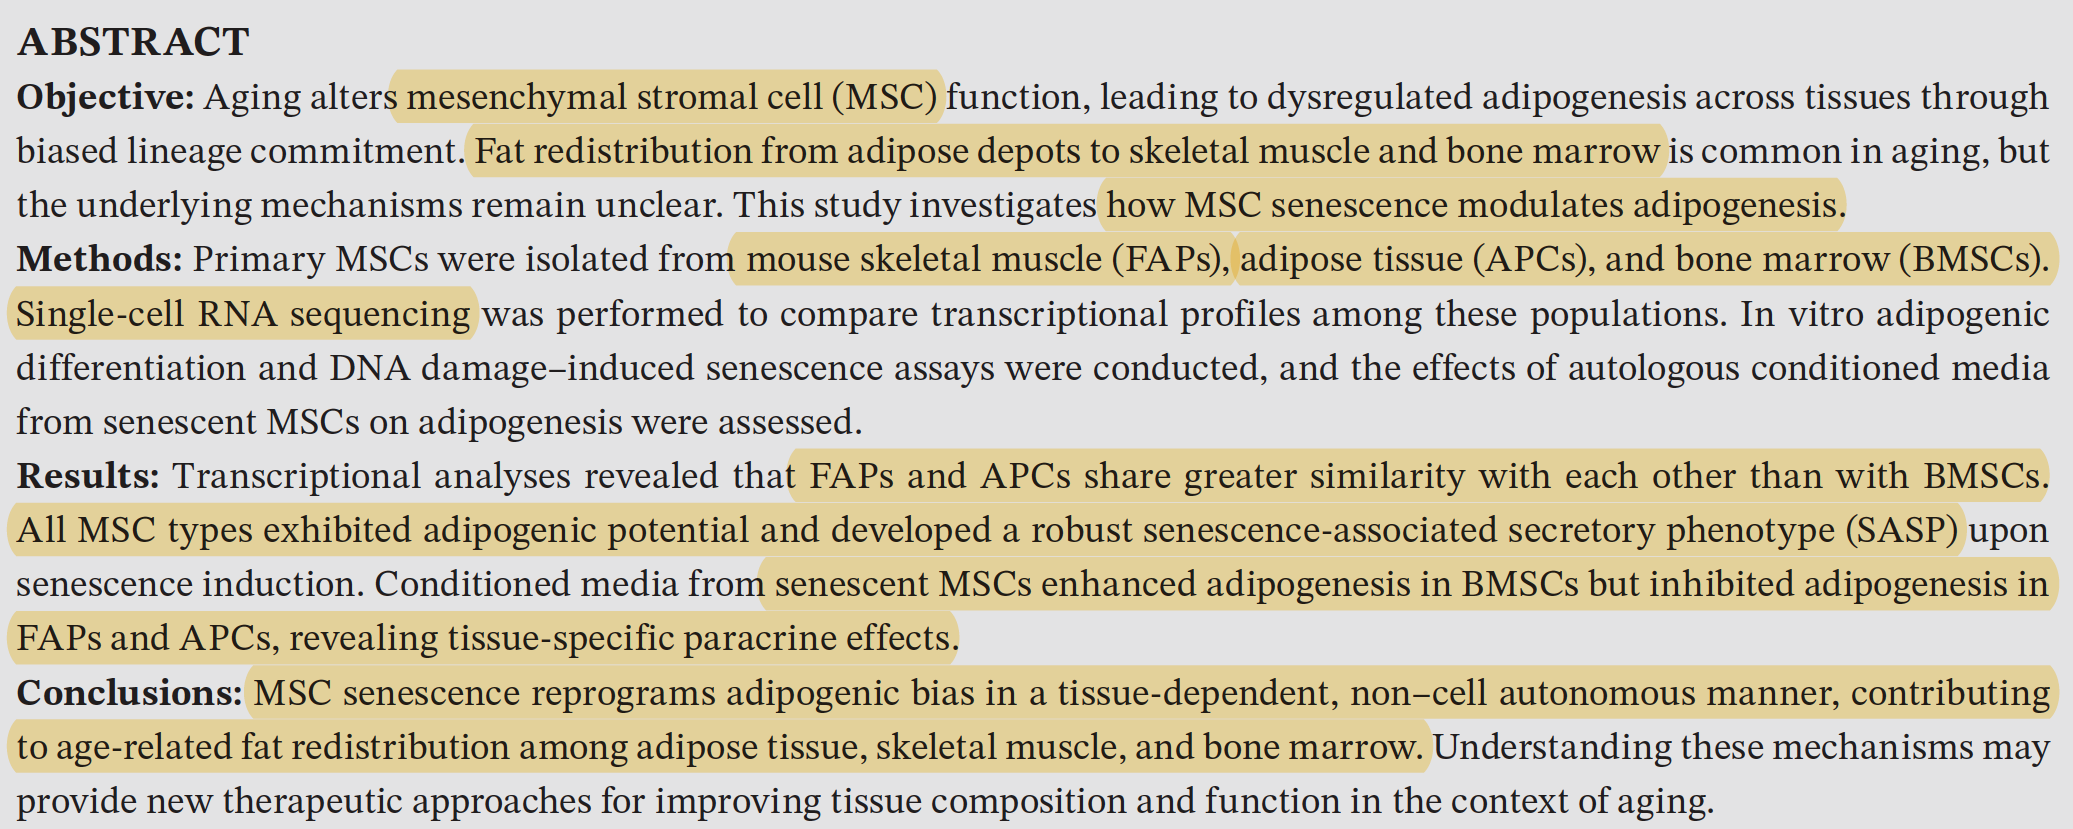 ABSTRACT
Objective: Aging alters mesenchymal stromal cell (MSC) function, leading to dysregulated adipogenesis across tissues through
biased lineage commitment. Fat redistribution from adipose depots to skeletal muscle and bone marrow is common in aging, but
the underlying mechanisms remain unclear. This study investigates how MSC senescence modulates adipogenesis.
Methods: Primary MSCs were isolated from mouse skeletal muscle (FAPs), adipose tissue (APCs), and bone marrow (BMSCs).
Single-cell RNA sequencing was performed to compare transcriptional profiles among these populations. In vitro adipogenic
differentiation and DNA damage–induced senescence assays were conducted, and the effects of autologous conditioned media
from senescent MSCs on adipogenesis were assessed.
Results: Transcriptional analyses revealed that FAPs and APCs share greater similarity with each other than with BMSCs.
All MSC types exhibited adipogenic potential and developed a robust senescence-associated secretory phenotype (SASP) upon
senescence induction. Conditioned media from senescent MSCs enhanced adipogenesis in BMSCs but inhibited adipogenesis in
FAPs and APCs, revealing tissue-specific paracrine effects.
Conclusions: MSC senescence reprograms adipogenic bias in a tissue-dependent, non–cell autonomous manner, contributing
to age-related fat redistribution among adipose tissue, skeletal muscle, and bone marrow. Understanding these mechanisms may
provide new therapeutic approaches for improving tissue composition and function in the context of aging.